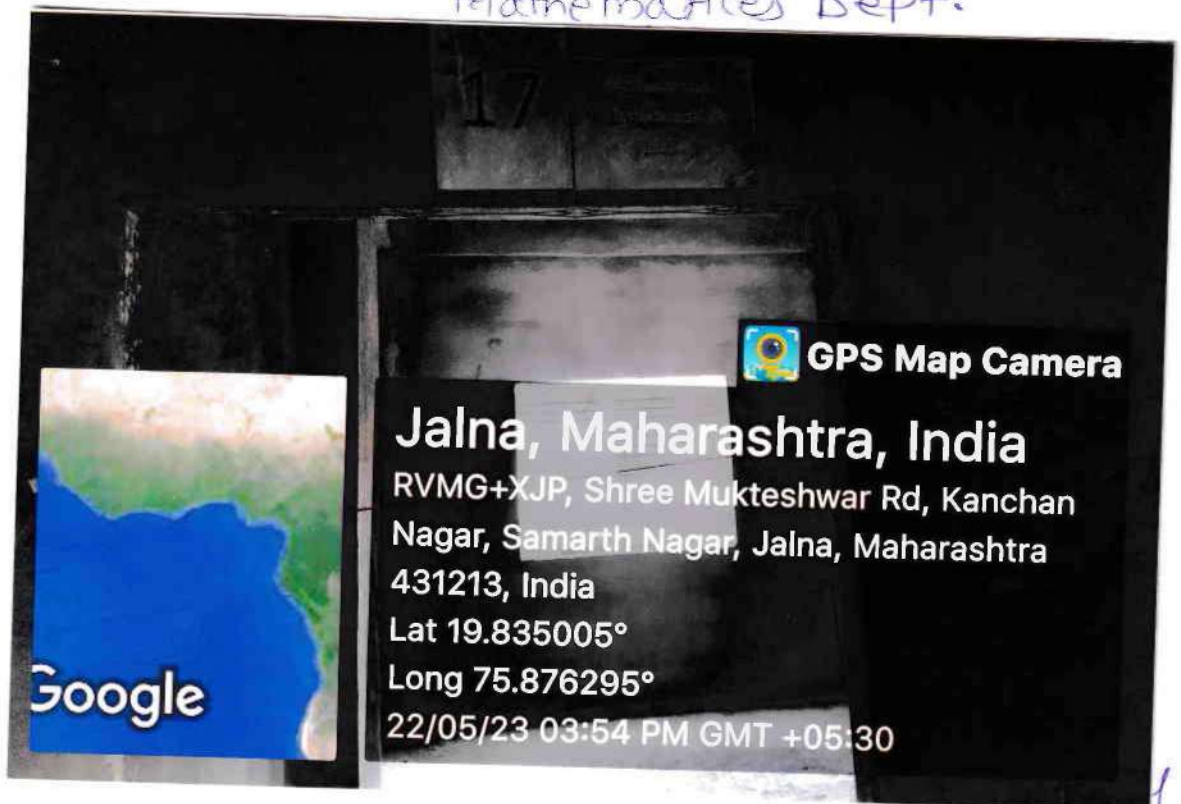 Mathematics Dept.
17
GPS Map Camera
Jalna, Maharashtra, India
RVMG+XJP, Shree Mukteshwar Rd, Kanchan
Nagar, Samarth Nagar, Jalna, Maharashtra
431213, India
Lat 19.835005°
Long 75.876295°
22/05/23 03:54 PM GMT +05:30
Google